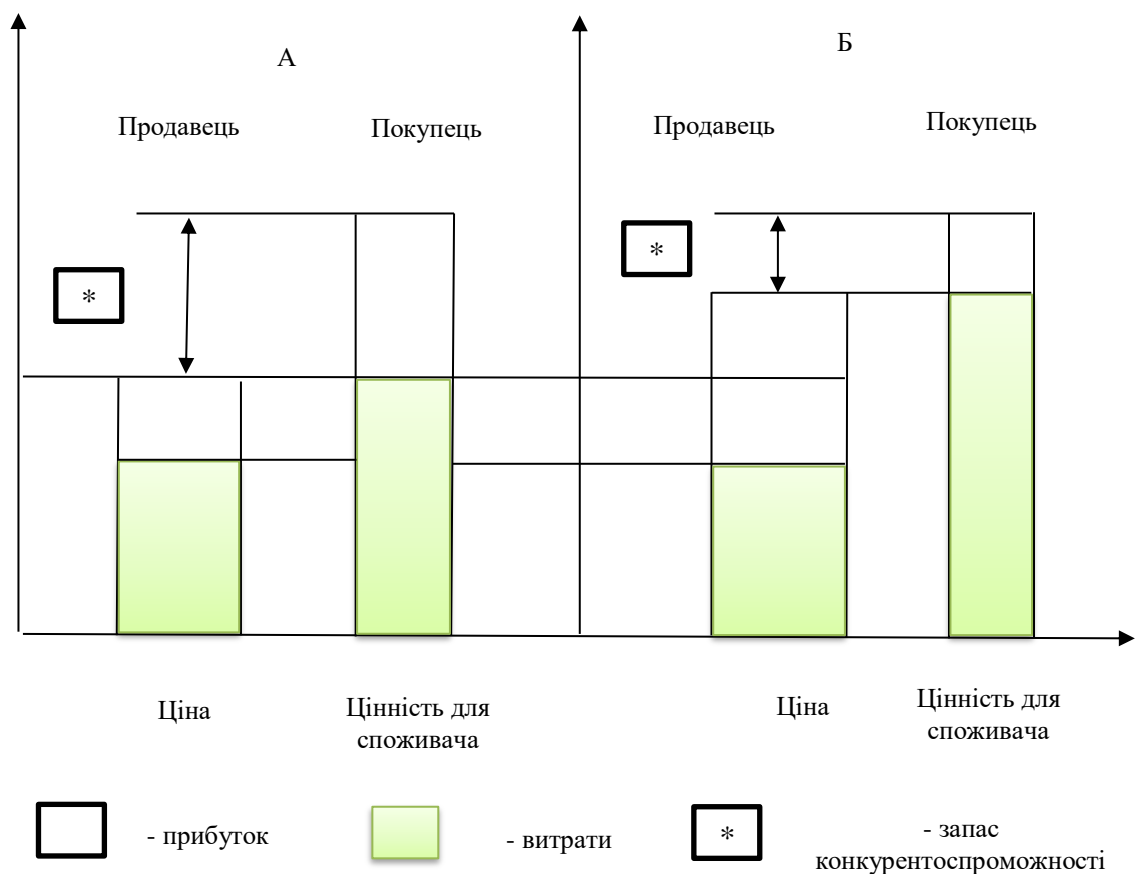 А
Б
Продавець
Покупець
Продавець
Покупець
*
*
Ціна
Цінність для
споживача
Ціна
Цінність для
споживача
- прибуток
- витрати
*
- запас
конкурентоспроможності